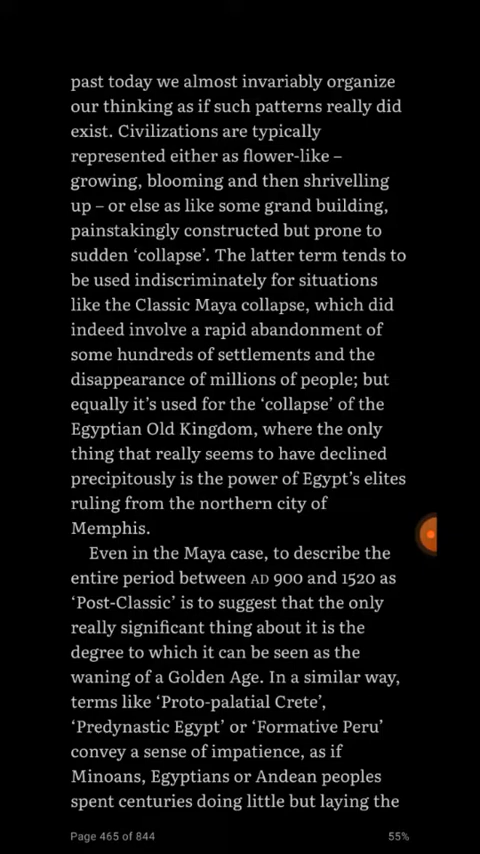 past today we almost invariably organize
our thinking as if such patterns really did
exist. Civilizations are typically
represented either as flower-like –
growing, blooming and then shrivelling
up – or else as like some grand building,
painstakingly constructed but prone to
sudden ‘collapse’. The latter term tends to
be used indiscriminately for situations
like the Classic Maya collapse, which did
indeed involve a rapid abandonment of
some hundreds of settlements and the
disappearance of millions of people; but
equally it’s used for the ‘collapse’ of the
Egyptian Old Kingdom, where the only
thing that really seems to have declined
precipitously is the power of Egypt’s elites
ruling from the northern city of
Memphis.
Even in the Maya case, to describe the
entire period between AD 900 and 1520 as
‘Post-Classic’ is to suggest that the only
really significant thing about it is the
degree to which it can be seen as the
waning of a Golden Age. In a similar way,
terms like ‘Proto-palatial Crete’,
‘Predynastic Egypt’ or ‘Formative Peru’
convey a sense of impatience, as if
Minoans, Egyptians or Andean peoples
spent centuries doing little but laying the
Page 465 of 844 55%